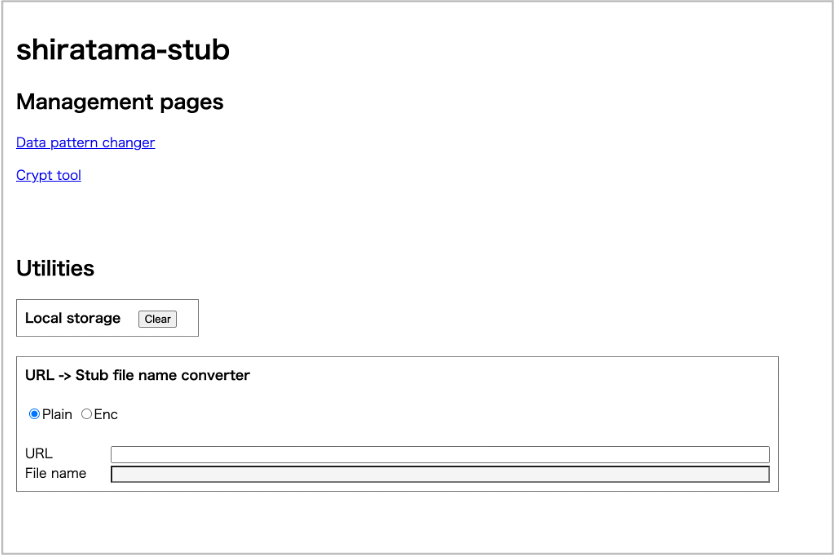 shiratama-stub
Management pages
Data pattern changer
Crypt tool
Utilities
Local storage Clear
URL -> Stub file name converter
Plain Enc
URL
File name